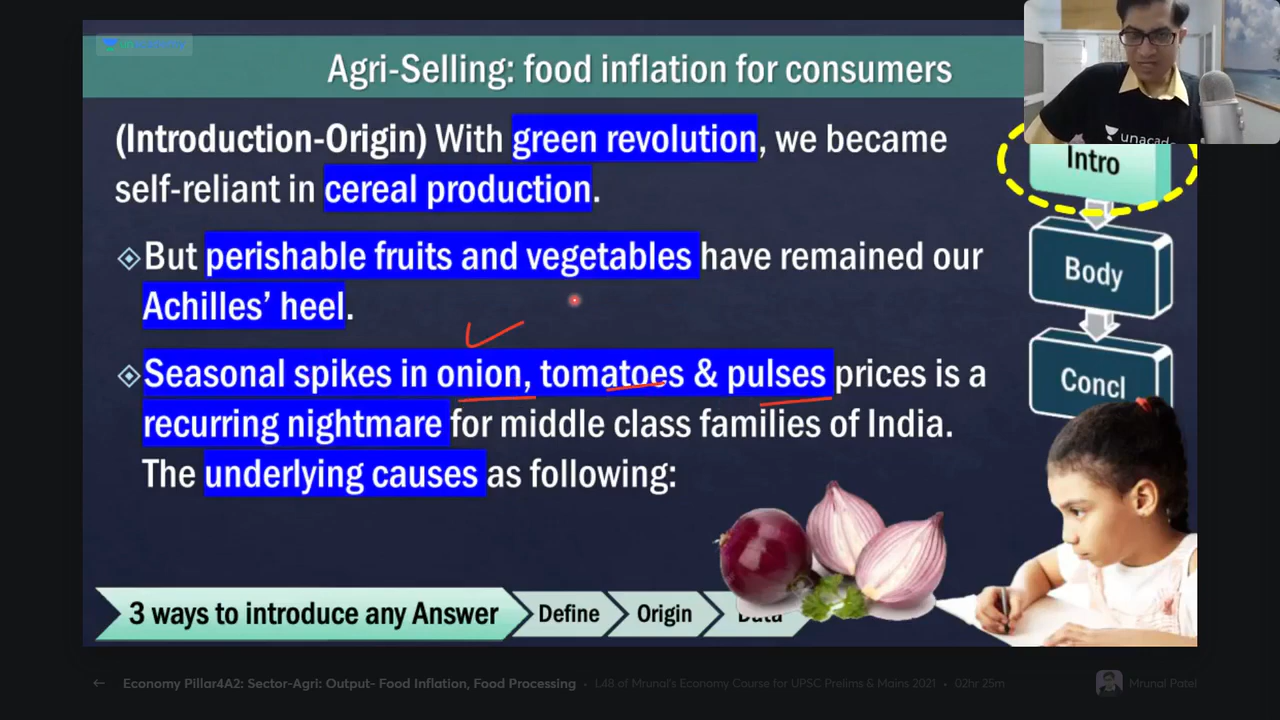 Agri-Selling: food inflation for consumers
(Introduction-Origin) With green revolution, we became
self-reliant in cereal production.
But perishable fruits and vegetables have remained our
Achilles’ heel.
Seasonal spikes in onion, tomatoes & pulses prices is a
recurring nightmare for middle class families of India.
The underlying causes as following:
unacade
Intro
Body
Concl
3 ways to introduce any Answer
Define
Origin
Data
← Economy Pillar4A2: Sector-Agri: Output- Food Inflation, Food Processing • L48 of Mrunal's Economy Course for UPSC Prelims & Mains 2021 • 02hr 25m
Mrunal Patel